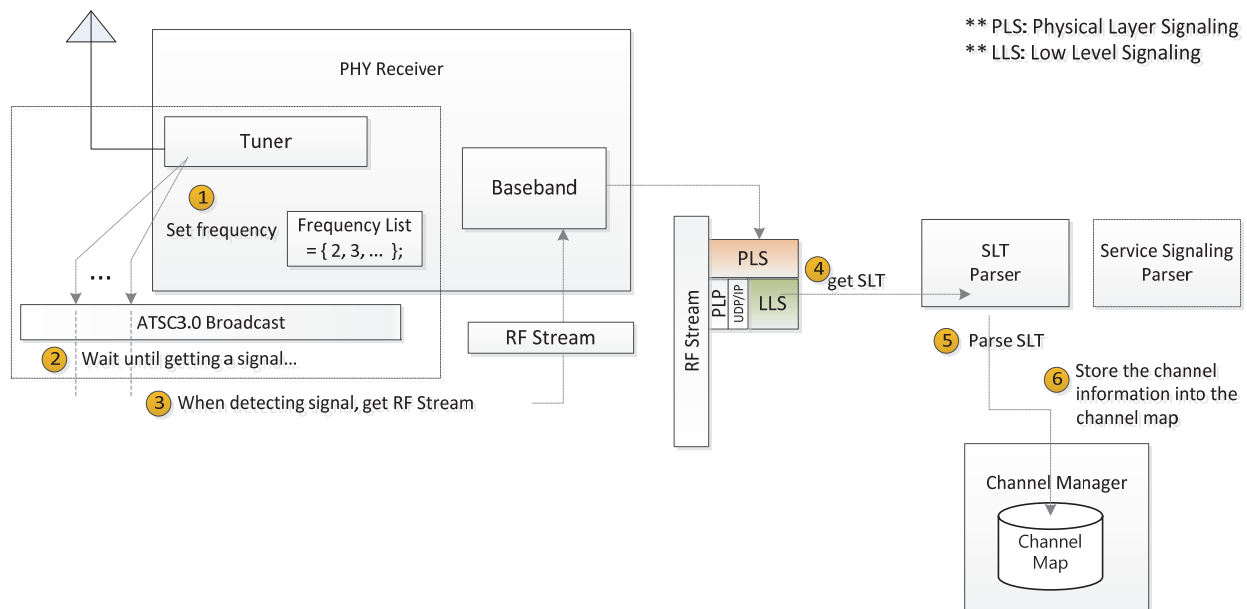 ** PLS: Physical Layer Signaling
** LLS: Low Level Signaling
PHY Receiver
Tuner
1
Set frequency
Frequency List
= { 2, 3, ... };
Baseband
...
ATSC3.0 Broadcast
2 Wait until getting a signal...
3 When detecting signal, get RF Stream
RF Stream
RF Stream
PLS
PLP
UDP/IP
LLS
4 get SLT
SLT
Parser
Service Signaling
Parser
5 Parse SLT
6 Store the channel
information into the
channel map
Channel Manager
Channel
Map